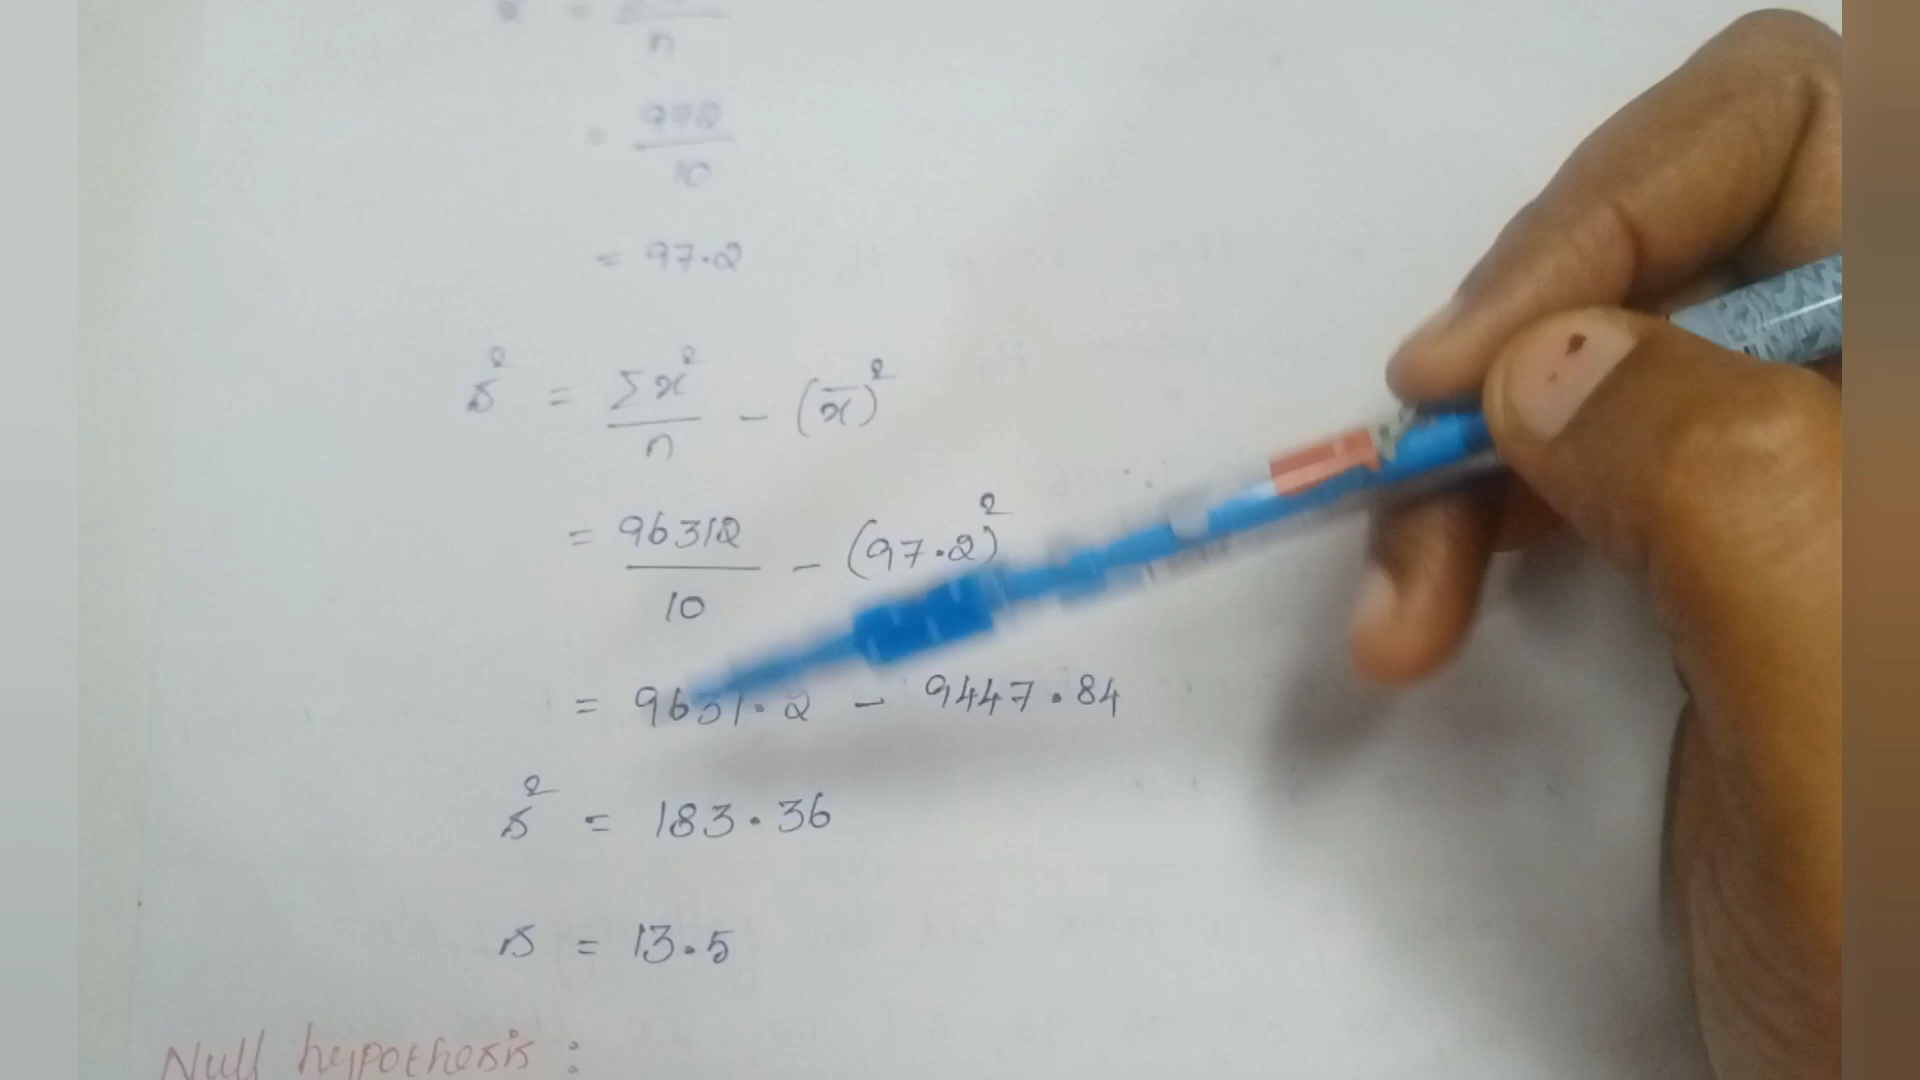 n
= 972
10
= 97.2
s² = Σx² / n - (x̄)²
= 96312 / 10 - (97.2)²
= 9631.2 - 9447.84
s² = 183.36
s = 13.5
Null hypothesis :